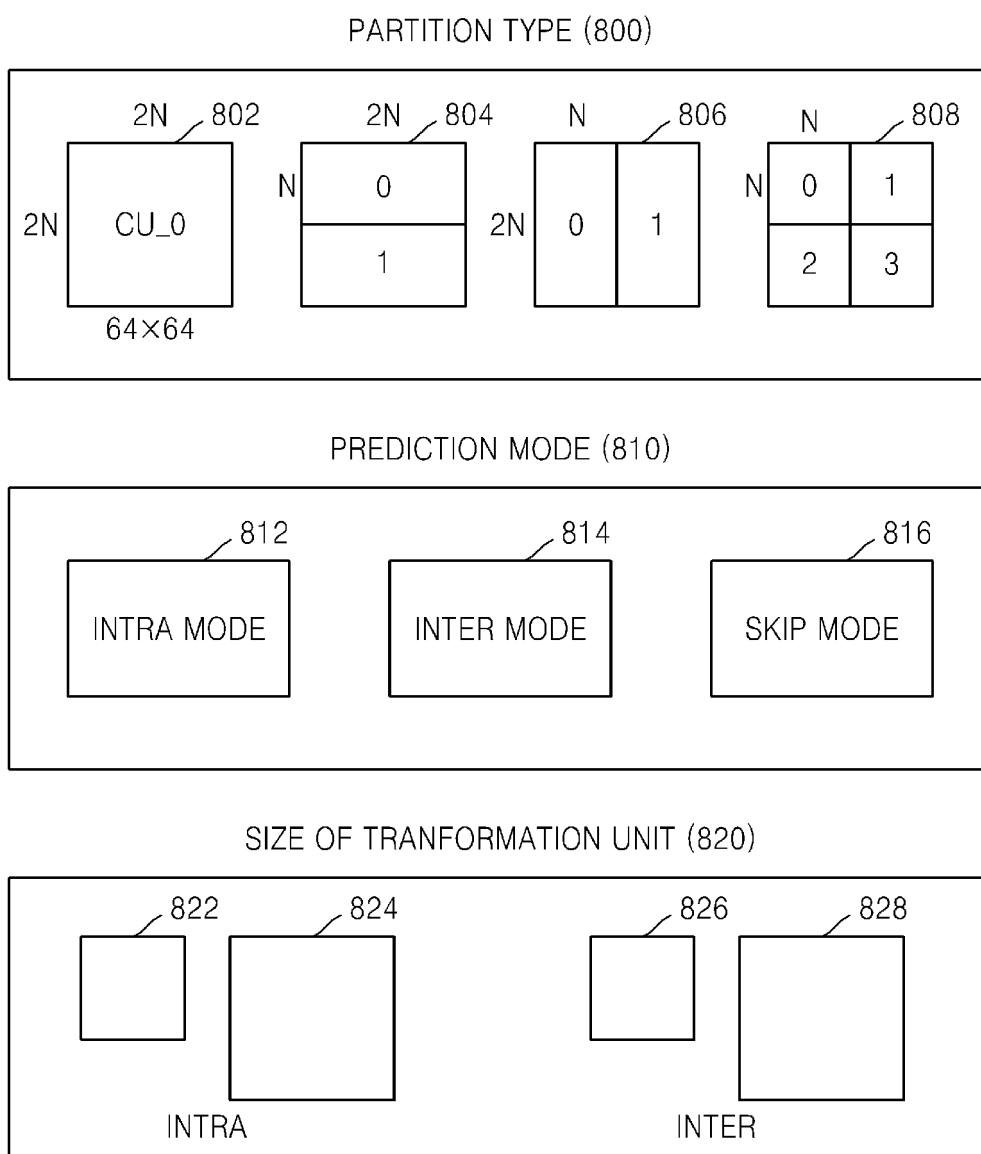 PARTITION TYPE (800)
2N 802 2N 804 N 806 N 808
2N CU_0 N 0 1 2N 0 1 N 0 1 2 3
64×64
PREDICTION MODE (810)
812 814 816
INTRA MODE INTER MODE SKIP MODE
SIZE OF TRANFORMATION UNIT (820)
822 824 826 828
INTRA INTER